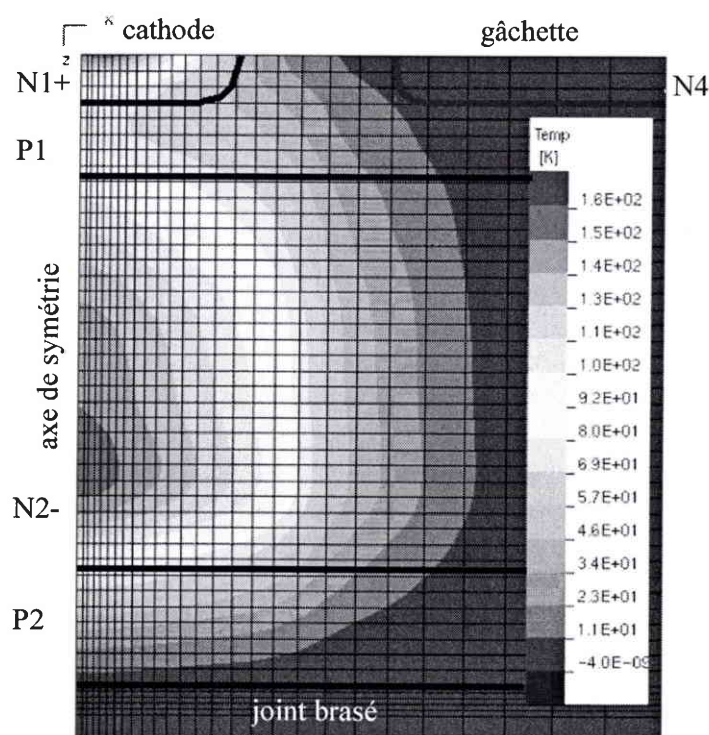 x
cathode
gâchette
z
N1+
N4
P1
Temp
[K]
1.6E+02
1.5E+02
1.4E+02
1.3E+02
1.1E+02
1.0E+02
9.2E+01
8.0E+01
6.9E+01
5.7E+01
4.6E+01
3.4E+01
2.3E+01
1.1E+01
-4.0E-09
axe de symétrie
N2-
P2
joint brasé